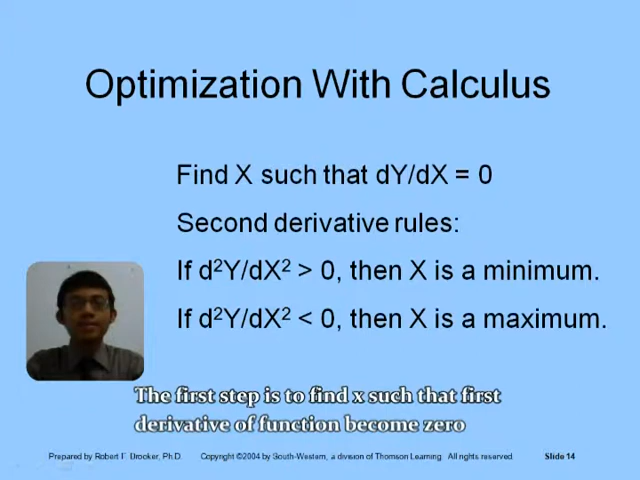 Optimization With Calculus
Find X such that dY/dX = 0
Second derivative rules:
If d²Y/dX² > 0, then X is a minimum.
If d²Y/dX² < 0, then X is a maximum.
The first step is to find x such that first
derivative of function become zero
Prepared by Robert F. Brooker, Ph.D. Copyright ©2004 by South-Western, a division of Thomson Learning. All rights reserved. Slide 14